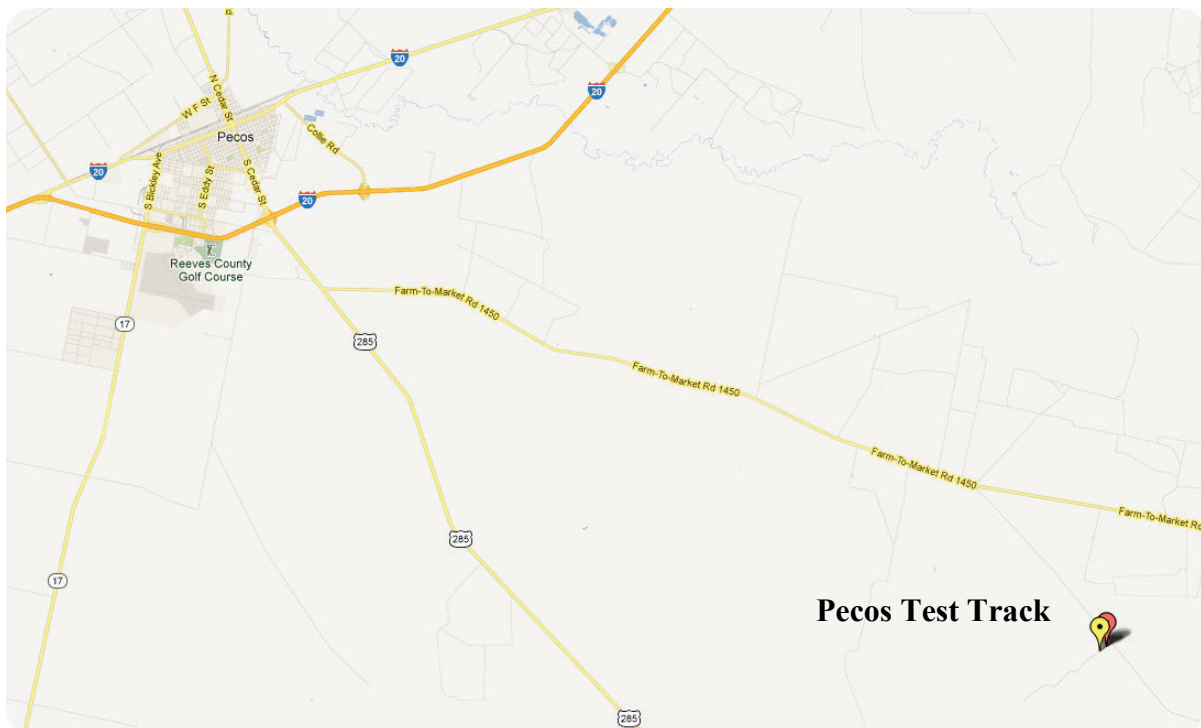 N Cedar St
20
20
W F St
Pecos
Collie Rd
20
S Bickley Ave
S Eddy St
S Cedar St
20
Reeves County
Golf Course
Farm-To-Market Rd 1450
17
285
Farm-To-Market Rd 1450
Farm-To-Market Rd 1450
Farm-To-Market Rd
285
17
Pecos Test Track
285